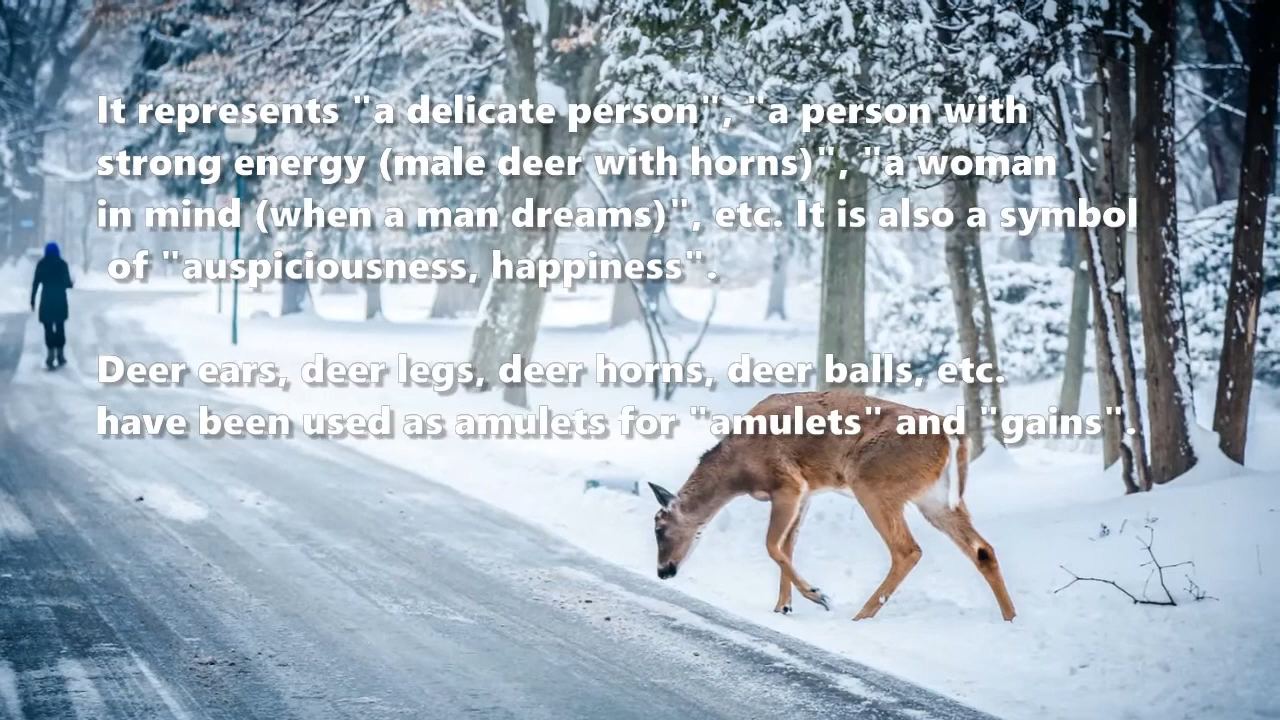 It represents "a delicate person", "a person with
strong energy (male deer with horns)", "a woman
in mind (when a man dreams)", etc. It is also a symbol
of "auspiciousness, happiness".
Deer ears, deer legs, deer horns, deer balls, etc.
have been used as amulets for "amulets" and "gains".